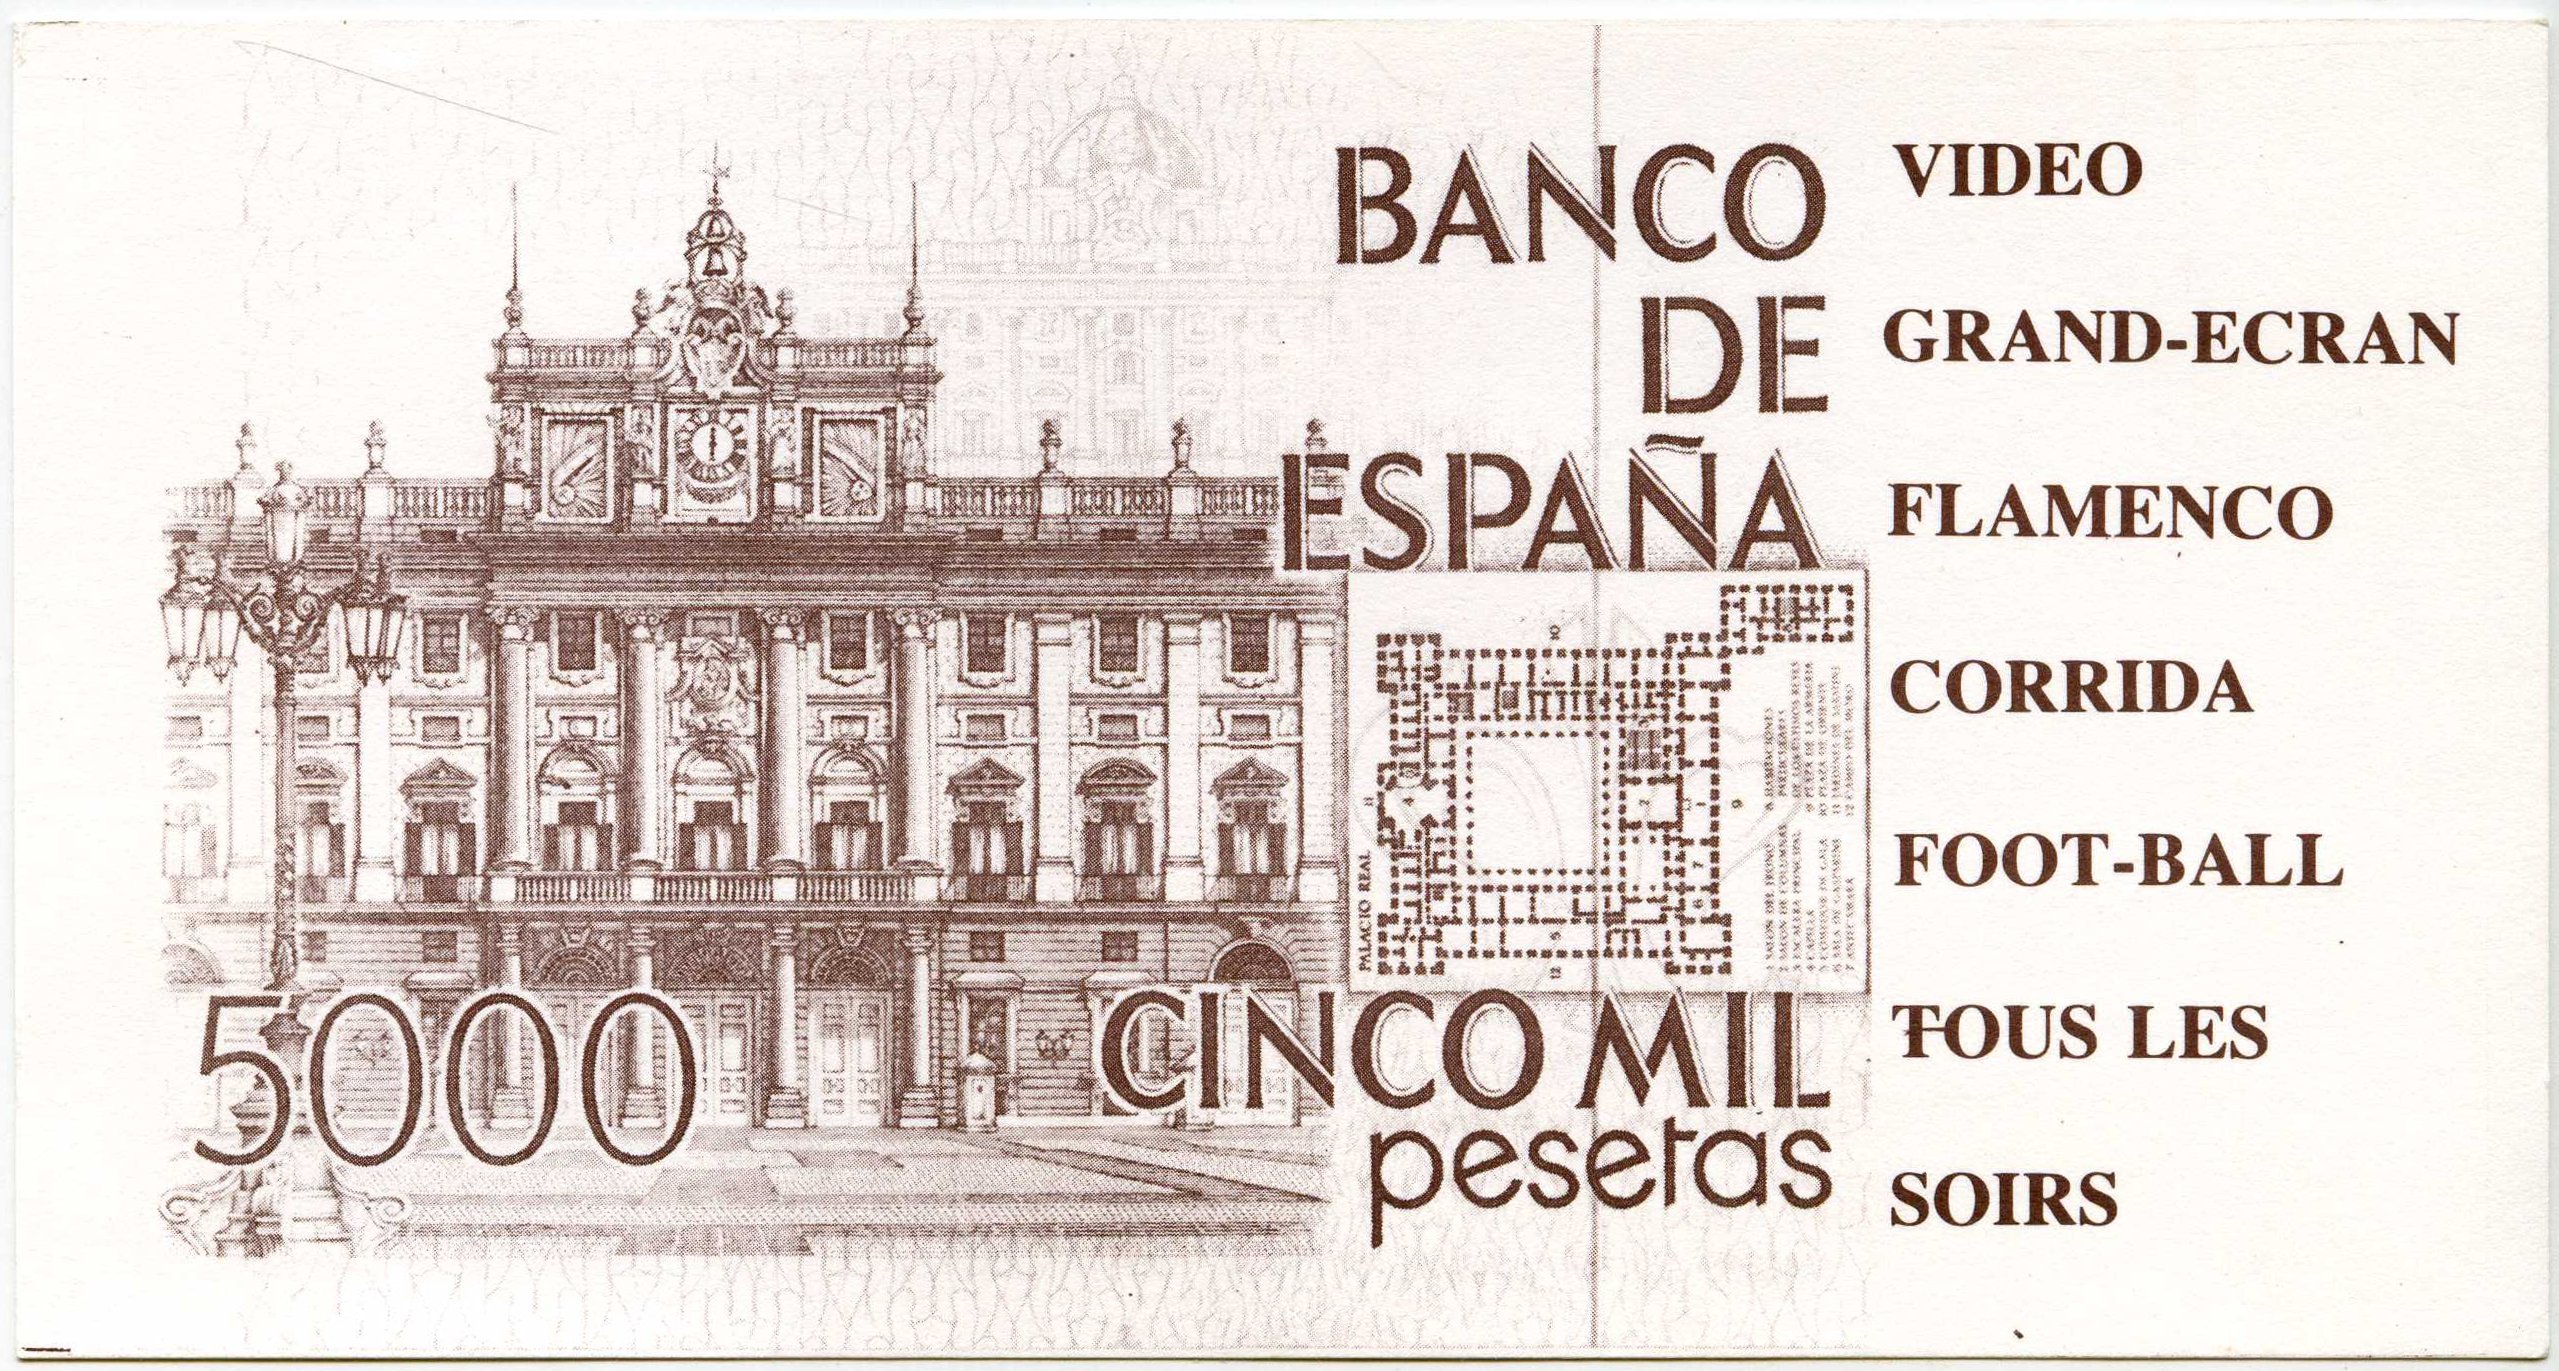 BANCO
DE
ESPAÑA
PALACIO REAL
5000
CINCO MIL
pesetas
VIDEO
GRAND-ECRAN
FLAMENCO
CORRIDA
FOOT-BALL
TOUS LES
SOIRS